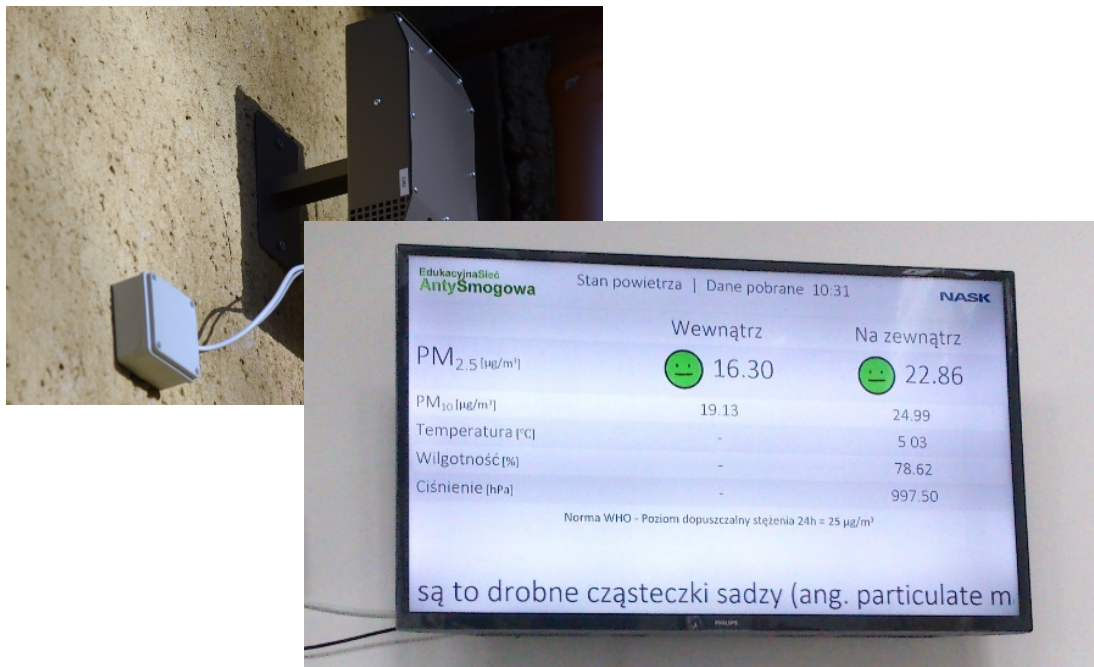 EdukacyjnaSieć
AntySmogowa
Stan powietrza | Dane pobrane 10:31
NASK
Wewnątrz Na zewnątrz
PM2.5 [µg/m³] 16.30 22.86
PM10 [µg/m³] 19.13 24.99
Temperatura [°C] - 5.03
Wilgotność [%] - 78.62
Ciśnienie [hPa] - 997.50
Norma WHO - Poziom dopuszczalny stężenia 24h = 25 µg/m³
są to drobne cząsteczki sadzy (ang. particulate m
PHILIPS